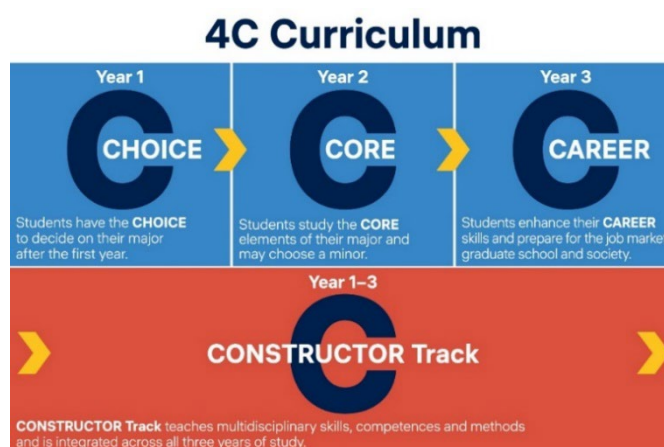 4C Curriculum
Year 1
C
CHOICE
Students have the CHOICE
to decide on their major
after the first year.
Year 2
C
CORE
Students study the CORE
elements of their major and
may choose a minor.
Year 3
C
CAREER
Students enhance their CAREER
skills and prepare for the job market
graduate school and society.
Year 1–3
C
CONSTRUCTOR Track
CONSTRUCTOR Track teaches multidisciplinary skills, competences and methods
and is integrated across all three years of study.